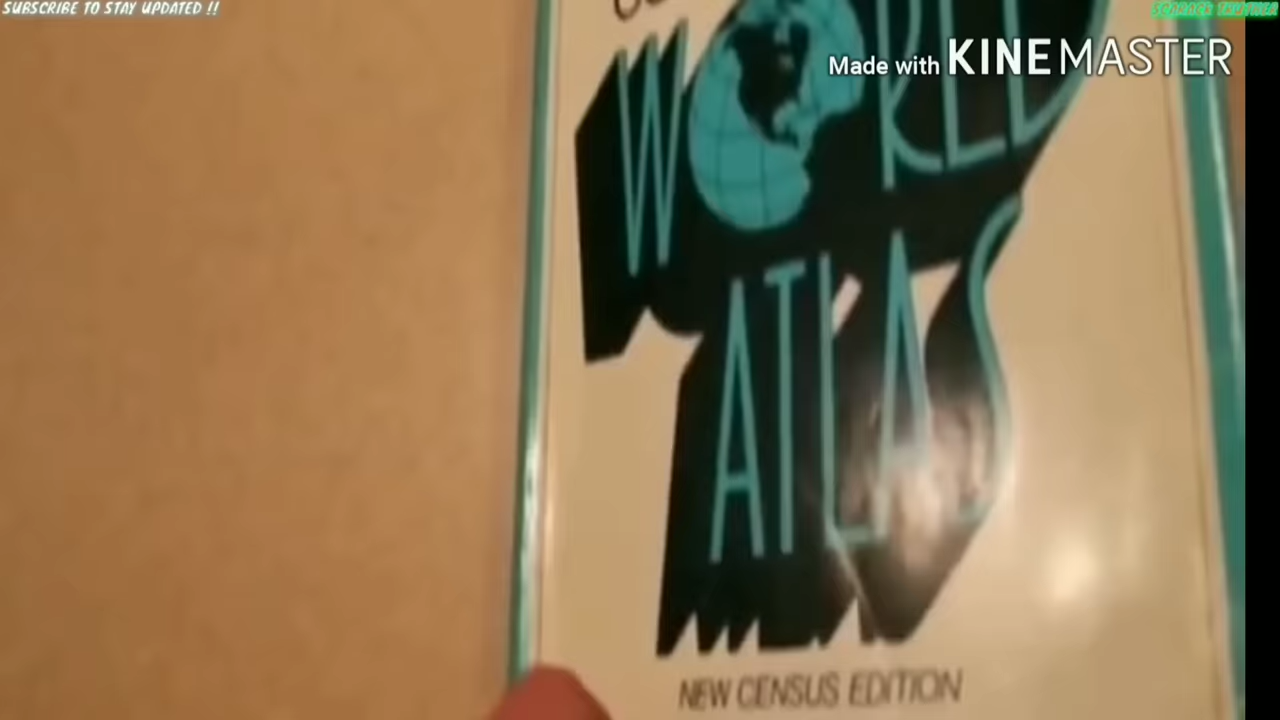 SUBSCRIBE TO STAY UPDATED !!
Made with KINEMASTER
WORLD
ATLAS
NEW CENSUS EDITION